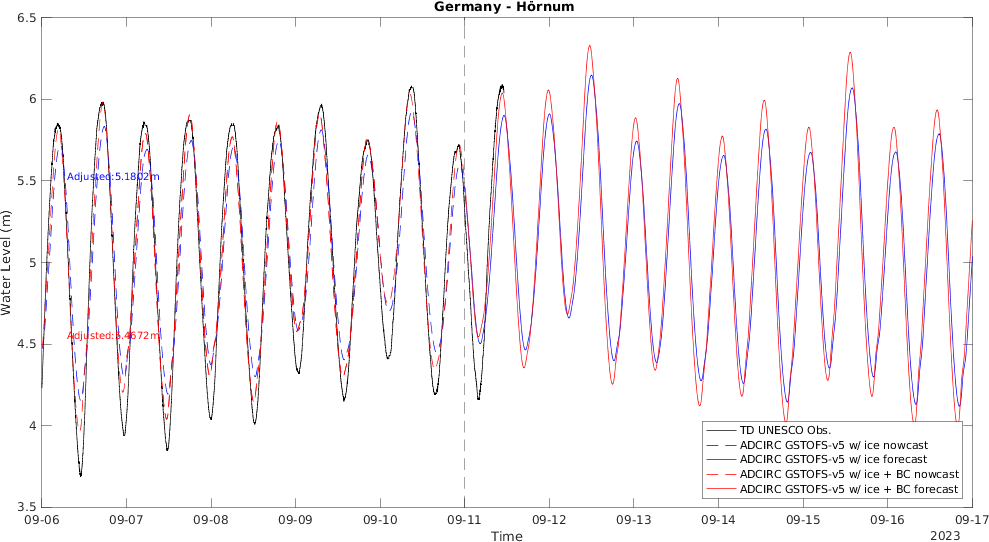 Germany - Hörnum
6.5
6
5.5
5
4.5
4
3.5
Water Level (m)
Adjusted:5.1802m
Adjusted:5.4672m
TD UNESCO Obs.
ADCIRC GSTOFS-v5 w/ ice nowcast
ADCIRC GSTOFS-v5 w/ ice forecast
ADCIRC GSTOFS-v5 w/ ice + BC nowcast
ADCIRC GSTOFS-v5 w/ ice + BC forecast
09-06 09-07 09-08 09-09 09-10 09-11 09-12 09-13 09-14 09-15 09-16 09-17
Time
2023